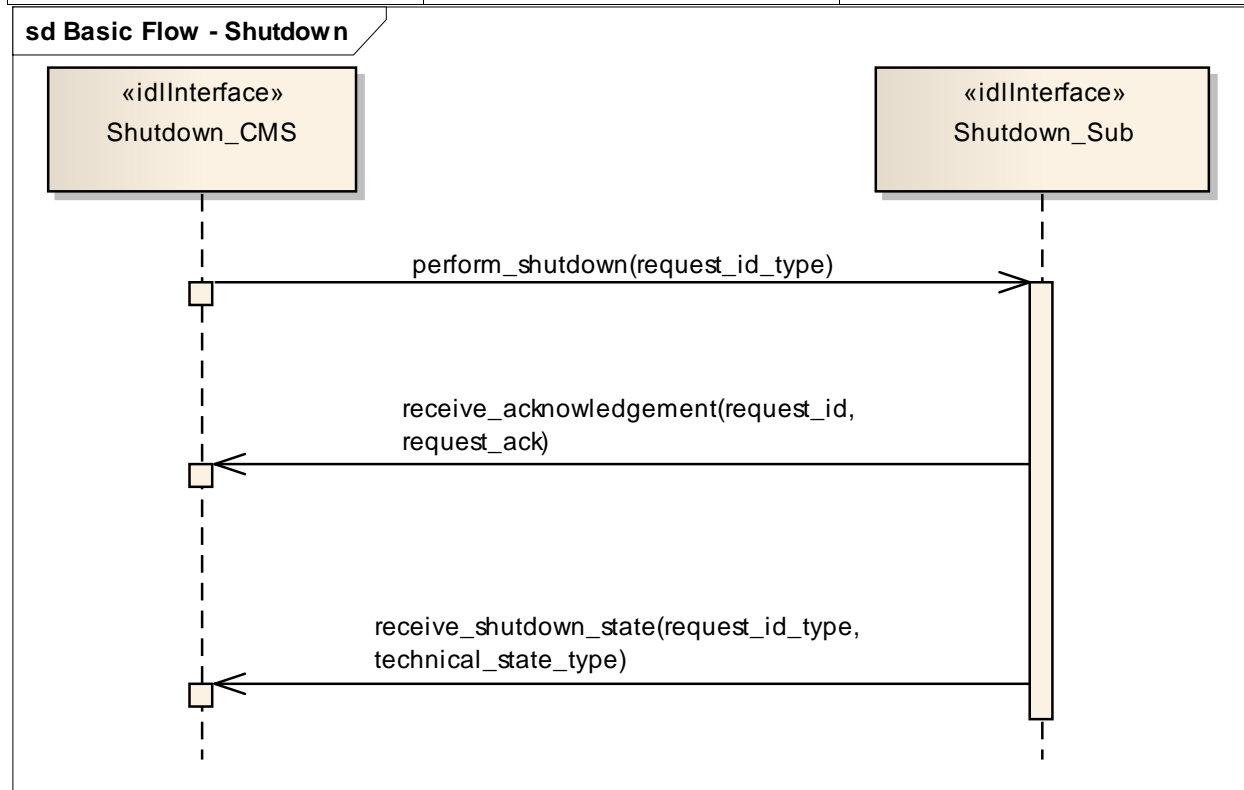 sd Basic Flow - Shutdown
«idlInterface»
Shutdown_CMS
«idlInterface»
Shutdown_Sub
perform_shutdown(request_id_type)
receive_acknowledgement(request_id,
request_ack)
receive_shutdown_state(request_id_type,
technical_state_type)